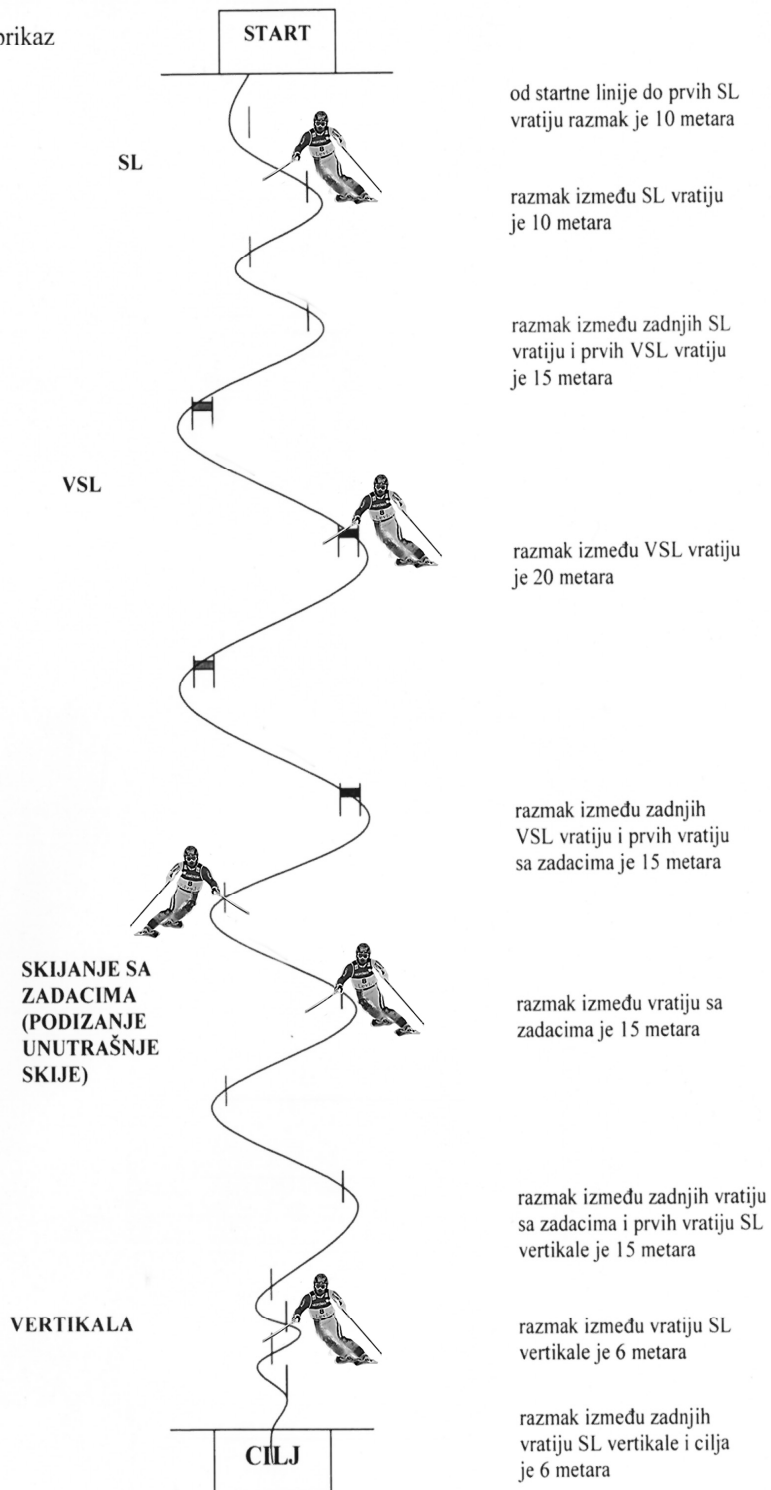 prikaz
START
od startne linije do prvih SL
vratiju razmak je 10 metara
SL
razmak između SL vratiju
je 10 metara
razmak između zadnjih SL
vratiju i prvih VSL vratiju
je 15 metara
VSL
razmak između VSL vratiju
je 20 metara
razmak između zadnjih
VSL vratiju i prvih vratiju
sa zadacima je 15 metara
SKIJANJE SA
ZADACIMA
(PODIZANJE
UNUTRAŠNJE
SKIJE)
razmak između vratiju sa
zadacima je 15 metara
razmak između zadnjih vratiju
sa zadacima i prvih vratiju SL
vertikale je 15 metara
VERTIKALA
razmak između vratiju SL
vertikale je 6 metara
razmak između zadnjih
vratiju SL vertikale i cilja
je 6 metara
CILJ